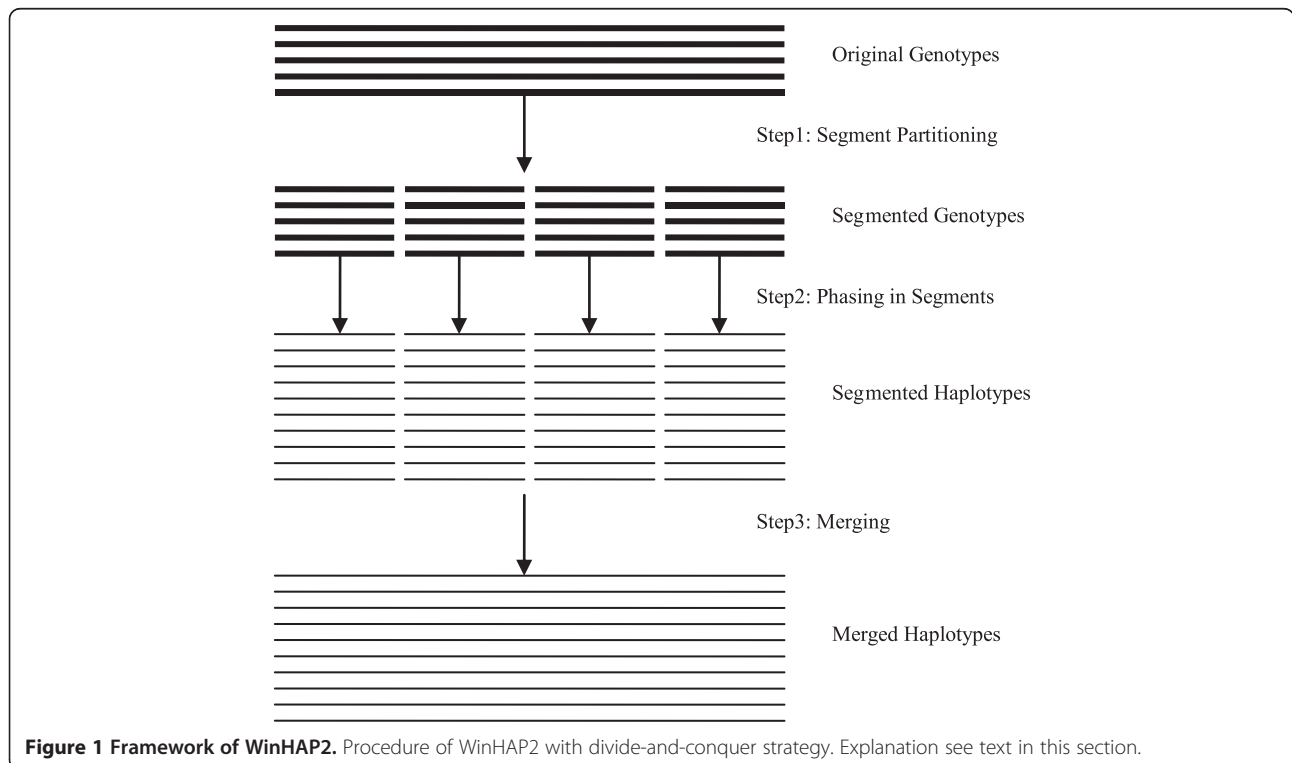 Original Genotypes
Step1: Segment Partitioning
Segmented Genotypes
Step2: Phasing in Segments
Segmented Haplotypes
Step3: Merging
Merged Haplotypes
Figure 1 Framework of WinHAP2. Procedure of WinHAP2 with divide-and-conquer strategy. Explanation see text in this section.